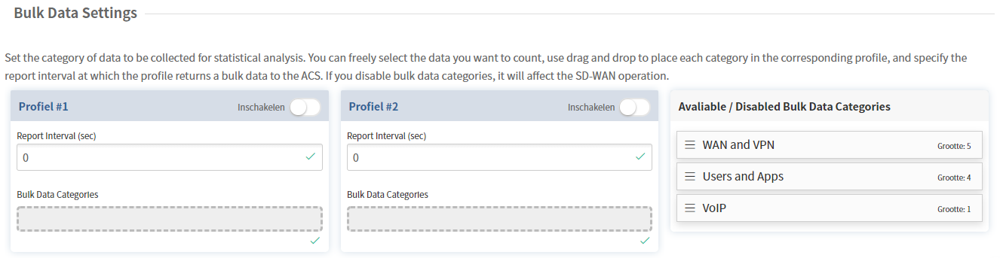 Bulk Data Settings
Set the category of data to be collected for statistical analysis. You can freely select the data you want to count, use drag and drop to place each category in the corresponding profile, and specify the
report interval at which the profile returns a bulk data to the ACS. If you disable bulk data categories, it will affect the SD-WAN operation.
Profiel #1 Inschakelen
Report Interval (sec)
0
Bulk Data Categories
Profiel #2 Inschakelen
Report Interval (sec)
0
Bulk Data Categories
Avaliable / Disabled Bulk Data Categories
WAN and VPN Grootte: 5
Users and Apps Grootte: 4
VoIP Grootte: 1